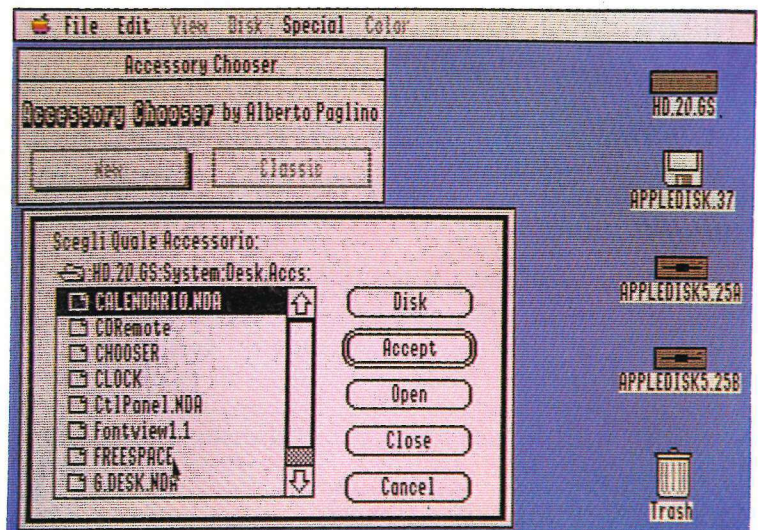 File Edit View Disk Special Color
Accessory Chooser
Accessory Chooser by Alberto Paglino
New Classic
HD.20.GS
APPLEDISK.37
APPLEDISK5.25A
APPLEDISK5.25B
Trash
Scegli Quale Accessorio:
HD.20.GS:System:Desk.Accs:
CALENDARIO.NDA
CDRemote
CHOOSER
CLOCK
CtlPanel.NDA
Fontview1.1
FREESPACE
G.DESK.NDA
Disk
Accept
Open
Close
Cancel